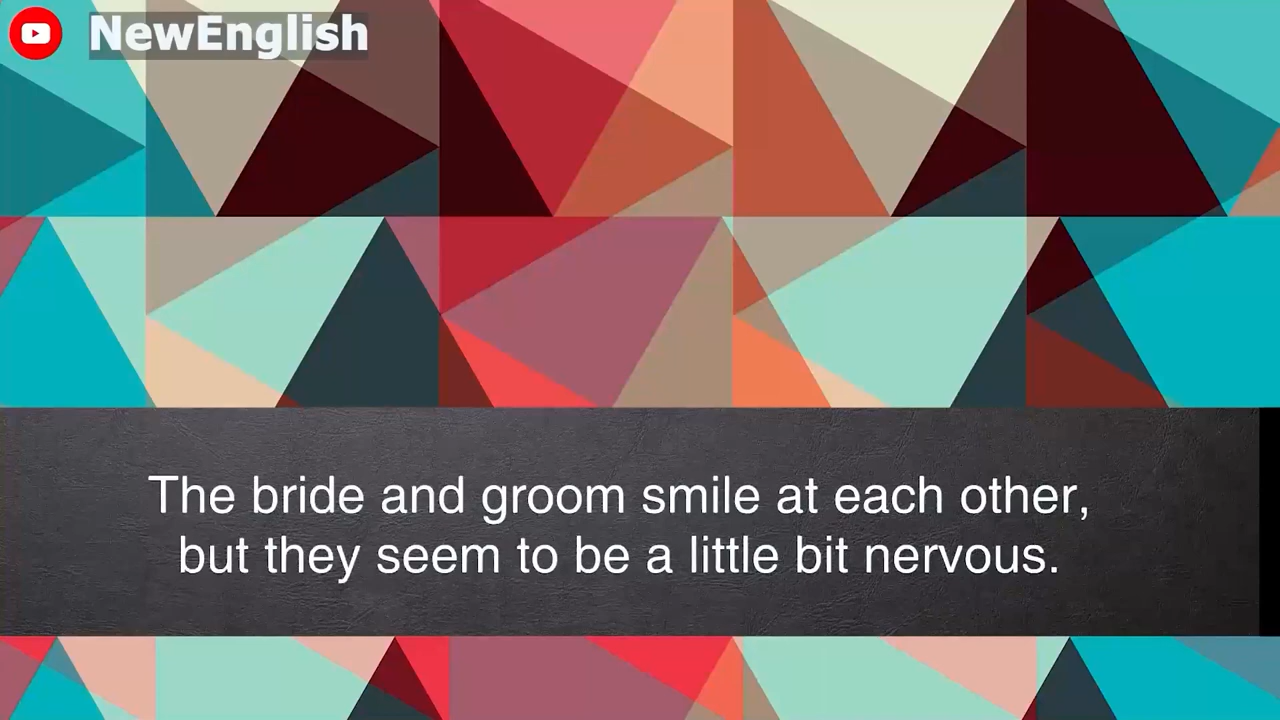 NewEnglish
The bride and groom smile at each other,
but they seem to be a little bit nervous.